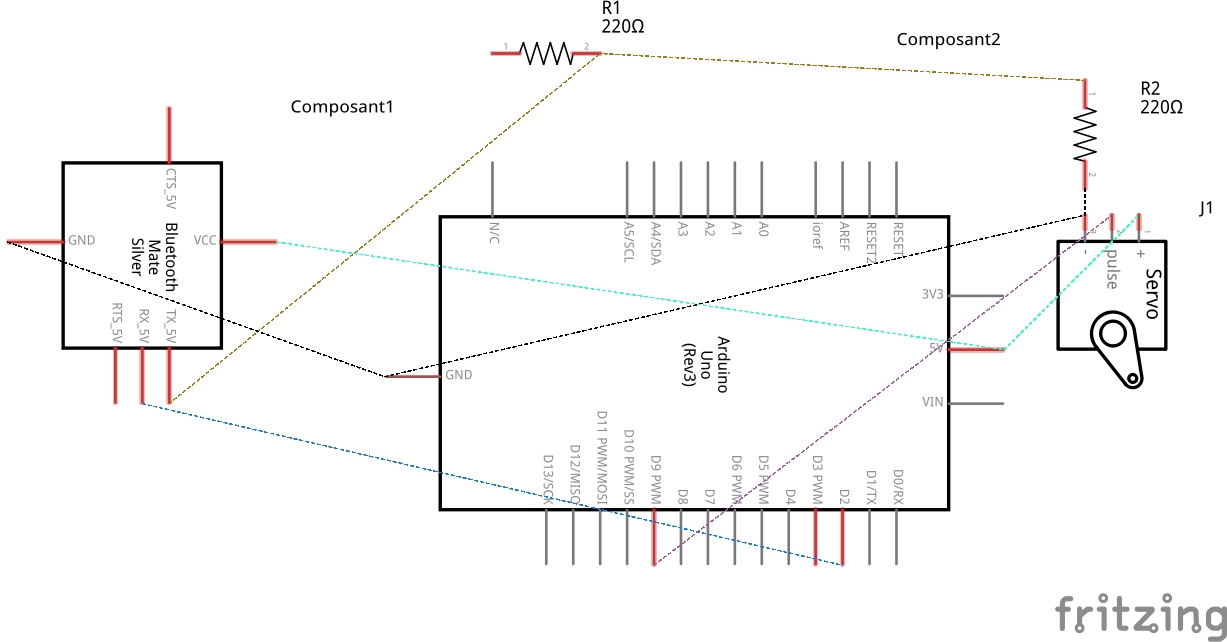 R1
220Ω
1
2
Composant2
Composant1
R2
220Ω
1
2
J1
CTS_5V
GND
VCC
Bluetooth
Mate
Silver
RTS_5V
RX_5V
TX_5V
N/C
A5/SCL
A4/SDA
A3
A2
A1
A0
ioref
AREF
RESET2
RESET
3V3
5V
VIN
GND
Arduino
Uno
(Rev3)
D13/SCK
D12/MISO
D11 PWM/MOSI
D10 PWM/SS
D9 PWM
D8
D7
D6 PWM
D5 PWM
D4
D3 PWM
D2
D1/TX
D0/RX
1
-
pulse
+
Servo
fritzing